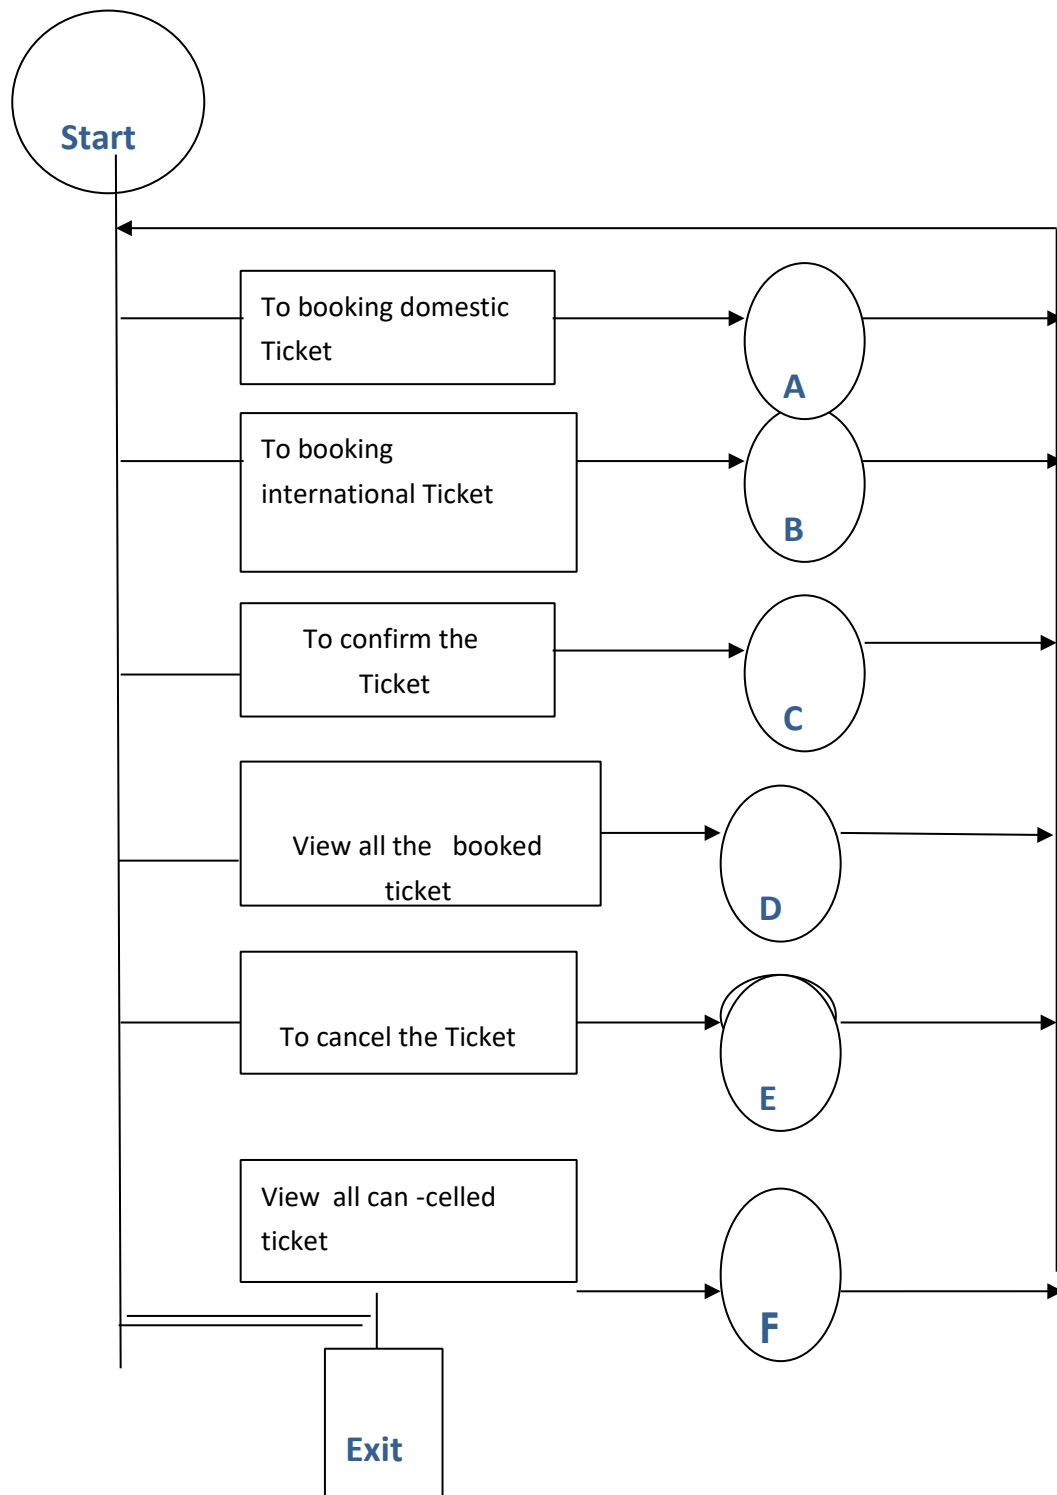 Start
To booking domestic
Ticket
A
To booking
international Ticket
B
To confirm the
Ticket
C
View all the booked
ticket
D
To cancel the Ticket
E
View all can -celled
ticket
F
Exit